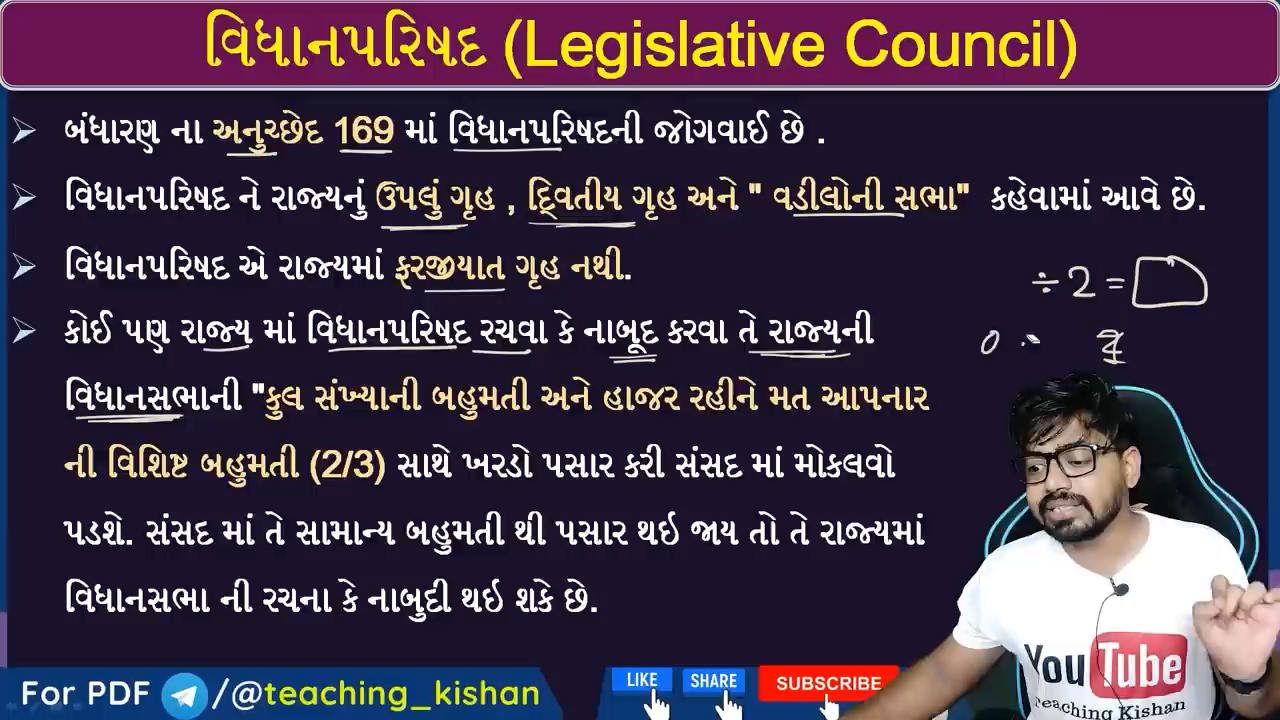 વિધાનપરિષદ (Legislative Council)
બંધારણ ના અનુચ્છેદ 169 માં વિધાનપરિષદની જોગવાઈ છે .
વિધાનપરિષદ ને રાજ્યનું ઉપલું ગૃહ , દ્વિતીય ગૃહ અને " વડીલોની સભા" કહેવામાં આવે છે.
વિધાનપરિષદ એ રાજ્યમાં ફરજીયાત ગૃહ નથી.
÷2=
કોઈ પણ રાજ્ય માં વિધાનપરિષદ રચવા કે નાબૂદ કરવા તે રાજ્યની
વિધાનસભાની "કુલ સંખ્યાની બહુમતી અને હાજર રહીને મત આપનાર
ની વિશિષ્ટ બહુમતી (2/3) સાથે ખરડો પસાર કરી સંસદ માં મોકલવો
પડશે. સંસદ માં તે સામાન્ય બહુમતી થી પસાર થઇ જાય તો તે રાજ્યમાં
વિધાનસભા ની રચના કે નાબુદી થઇ શકે છે.
You Tube
Teaching Kishan
For PDF /@teaching_kishan
LIKE SHARE SUBSCRIBE